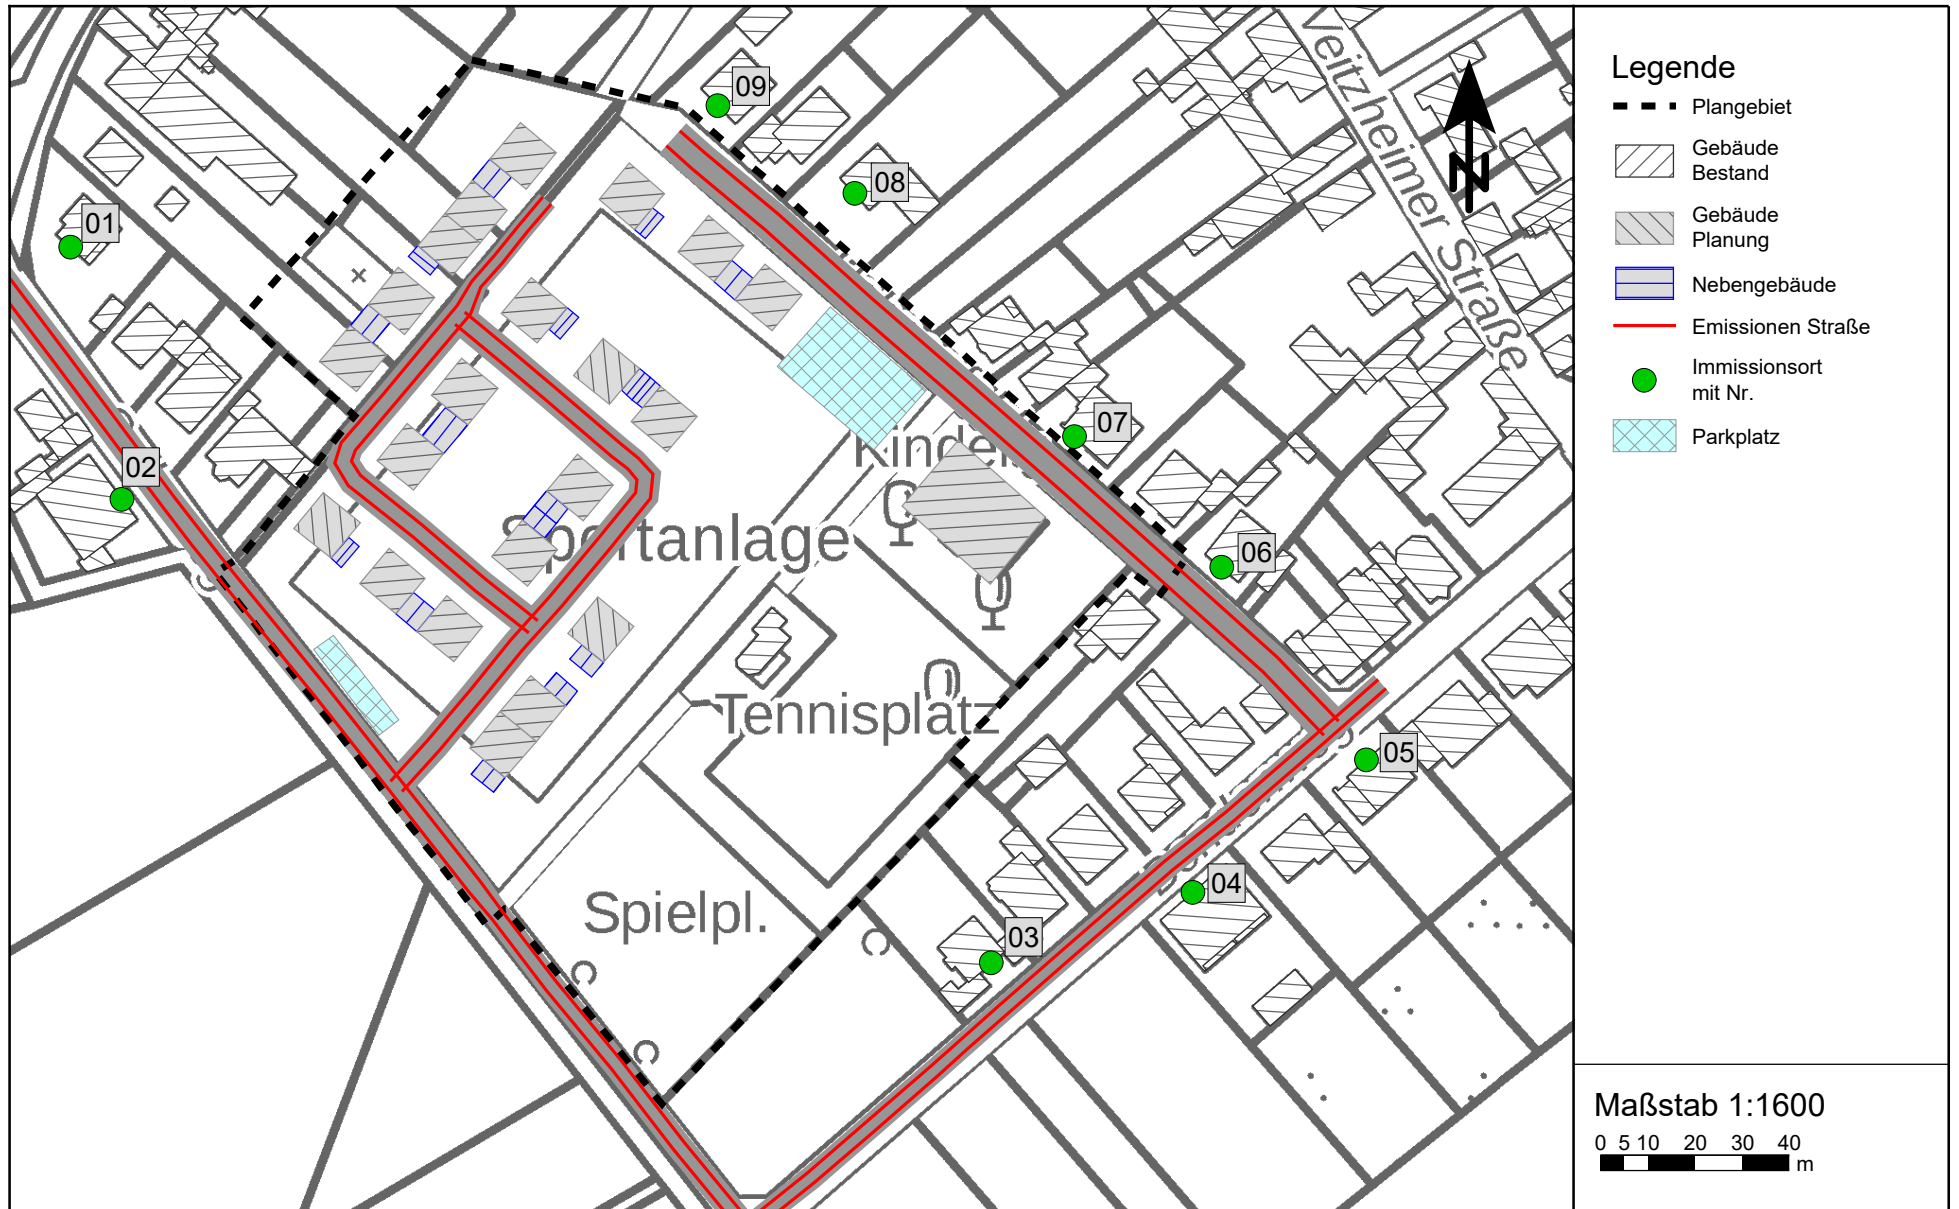 09
08
01
02
07
06
05
04
03
Veitzheimer Straße
Sportanlage
Tennisplatz
Spielpl.
N
Legende
Plangebiet
Gebäude
Bestand
Gebäude
Planung
Nebengebäude
Emissionen Straße
Immissionsort
mit Nr.
Parkplatz
Maßstab 1:1600
0 5 10 20 30 40
m